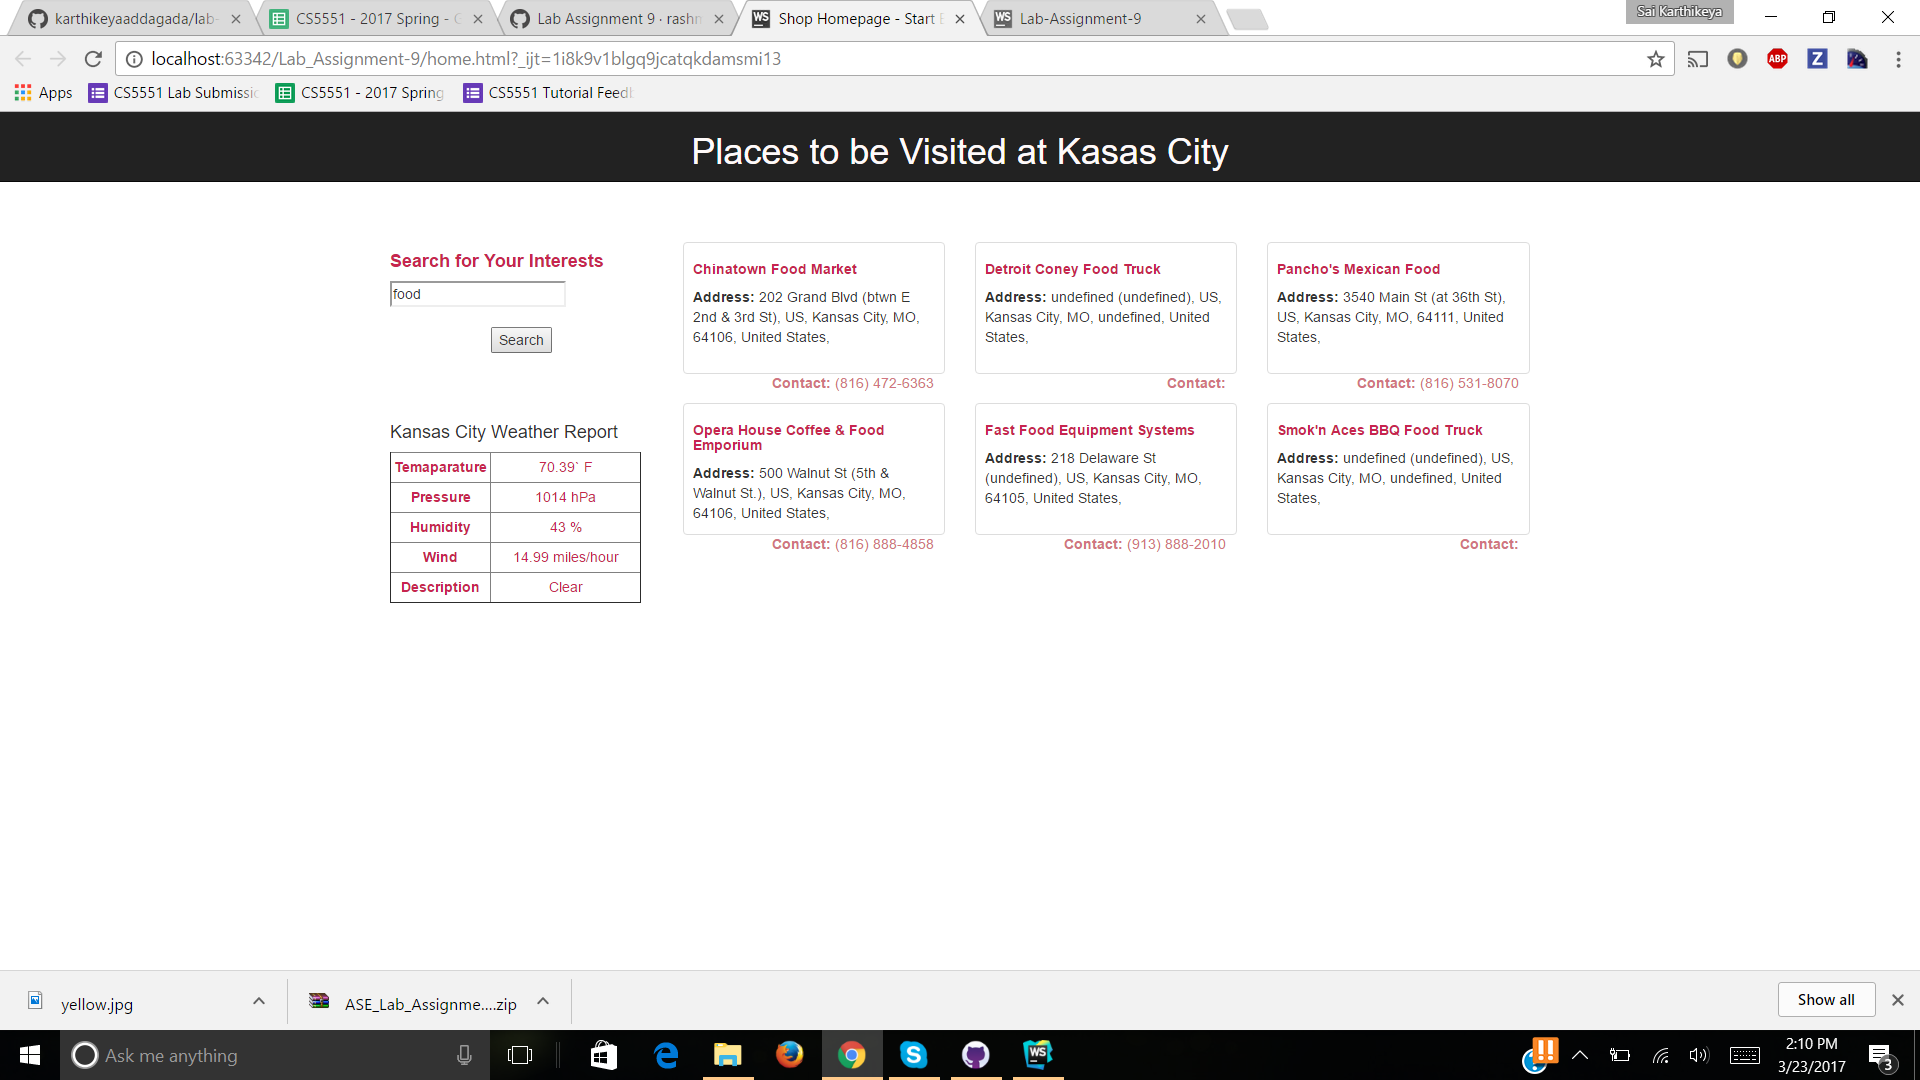 karthikeyaaddagada/lab-
CS5551 - 2017 Spring - C
Lab Assignment 9 · rashm
Shop Homepage - Start B
Lab-Assignment-9
Sai Karthikeya
localhost:63342/Lab_Assignment-9/home.html?_ijt=1i8k9v1blgq9jcatqkdamsmi13
Apps
CS5551 Lab Submissic
CS5551 - 2017 Spring
CS5551 Tutorial Feedb
Places to be Visited at Kasas City
Search for Your Interests
food
Search
Kansas City Weather Report
Temaparature 70.39` F
Pressure 1014 hPa
Humidity 43 %
Wind 14.99 miles/hour
Description Clear
Chinatown Food Market
Address: 202 Grand Blvd (btwn E
2nd & 3rd St), US, Kansas City, MO,
64106, United States,
Contact: (816) 472-6363
Detroit Coney Food Truck
Address: undefined (undefined), US,
Kansas City, MO, undefined, United
States,
Contact:
Pancho's Mexican Food
Address: 3540 Main St (at 36th St),
US, Kansas City, MO, 64111, United
States,
Contact: (816) 531-8070
Opera House Coffee & Food
Emporium
Address: 500 Walnut St (5th &
Walnut St.), US, Kansas City, MO,
64106, United States,
Contact: (816) 888-4858
Fast Food Equipment Systems
Address: 218 Delaware St
(undefined), US, Kansas City, MO,
64105, United States,
Contact: (913) 888-2010
Smok'n Aces BBQ Food Truck
Address: undefined (undefined), US,
Kansas City, MO, undefined, United
States,
Contact:
yellow.jpg
ASE_Lab_Assignme....zip
Show all
Ask me anything
2:10 PM
3/23/2017
3